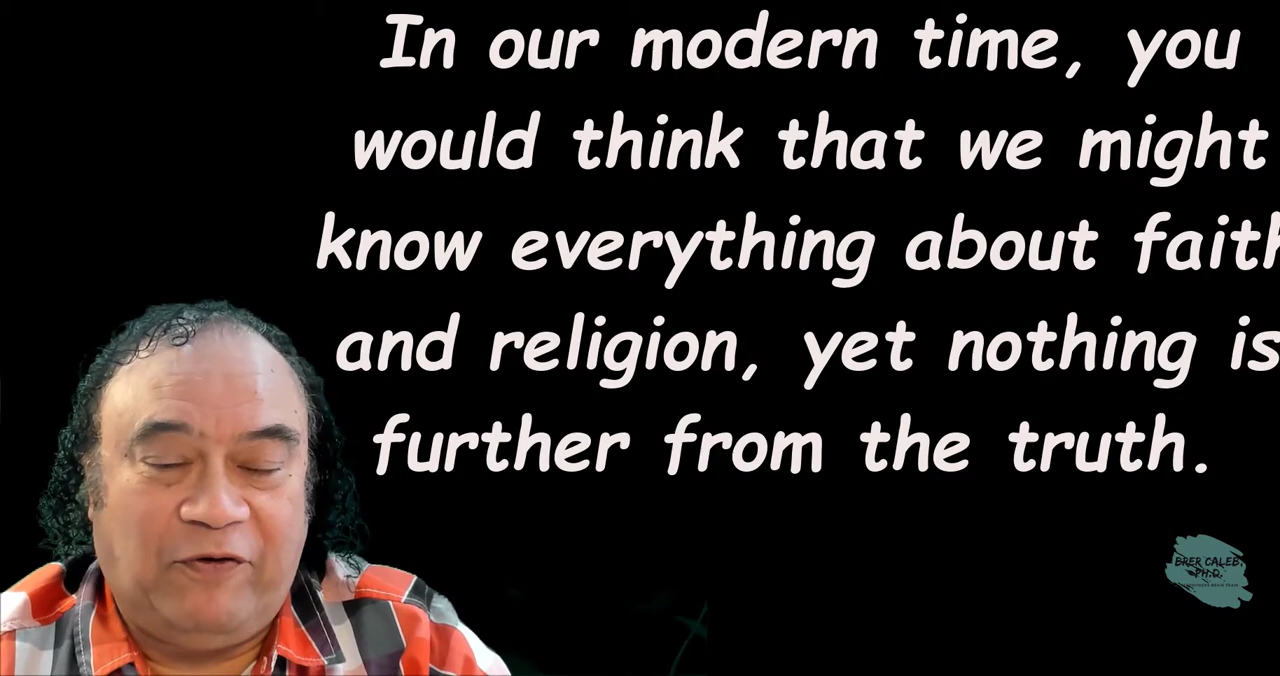 In our modern time, you
would think that we might
know everything about faith
and religion, yet nothing is
further from the truth.
BRER CALEB,
PH.D.